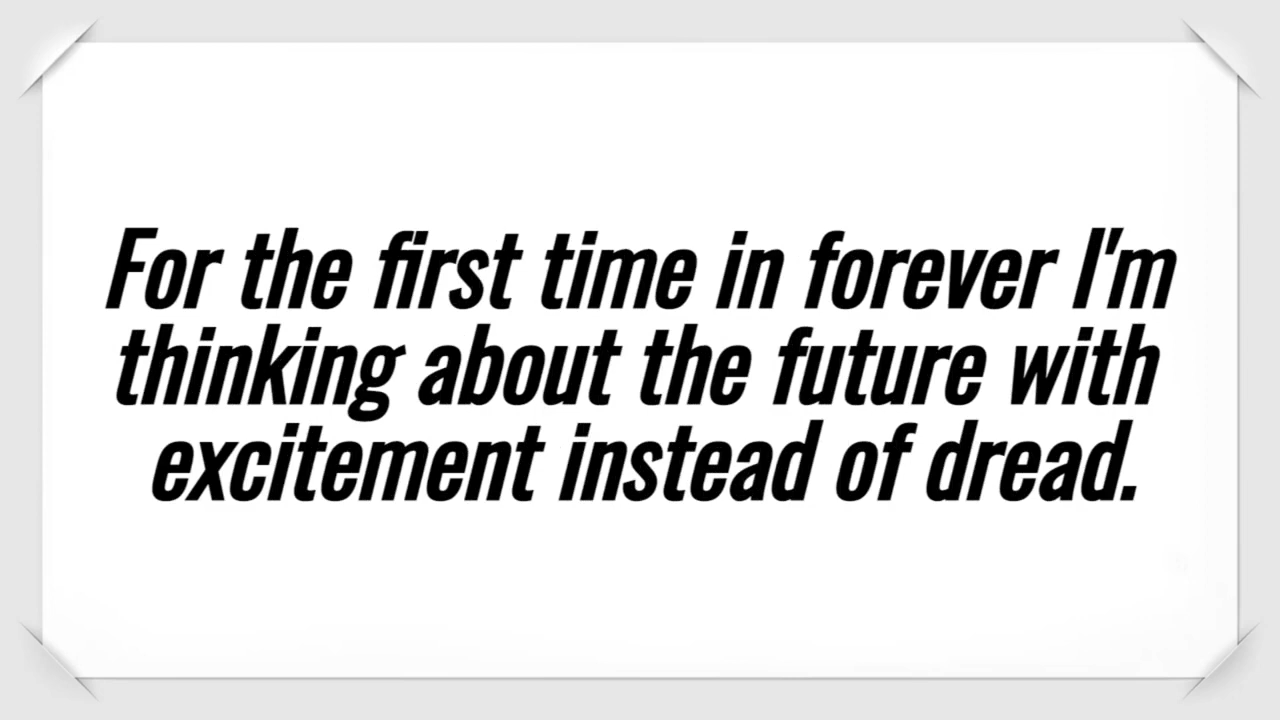 For the first time in forever I'm
thinking about the future with
excitement instead of dread.